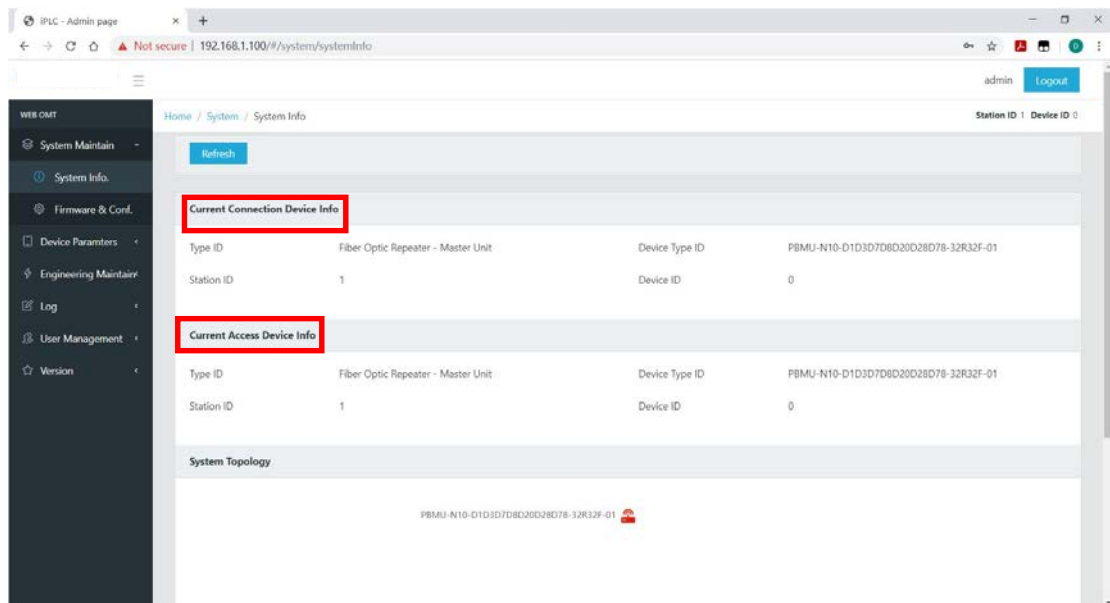 iPLC - Admin page
Not secure | 192.168.1.100/#/system/systemInfo
admin Logout
WEB OMT
Home / System / System Info
Station ID 1 Device ID 0
System Maintain
Refresh
System Info.
Firmware & Conf.
Current Connection Device Info
Device Paramters
Type ID Fiber Optic Repeater - Master Unit Device Type ID PBMU-N10-D1D3D7D8D20D28D78-32R32F-01
Engineering Maintain
Station ID 1 Device ID 0
Log
User Management
Current Access Device Info
Version
Type ID Fiber Optic Repeater - Master Unit Device Type ID PBMU-N10-D1D3D7D8D20D28D78-32R32F-01
Station ID 1 Device ID 0
System Topology
PBMU-N10-D1D3D7D8D20D28D78-32R32F-01